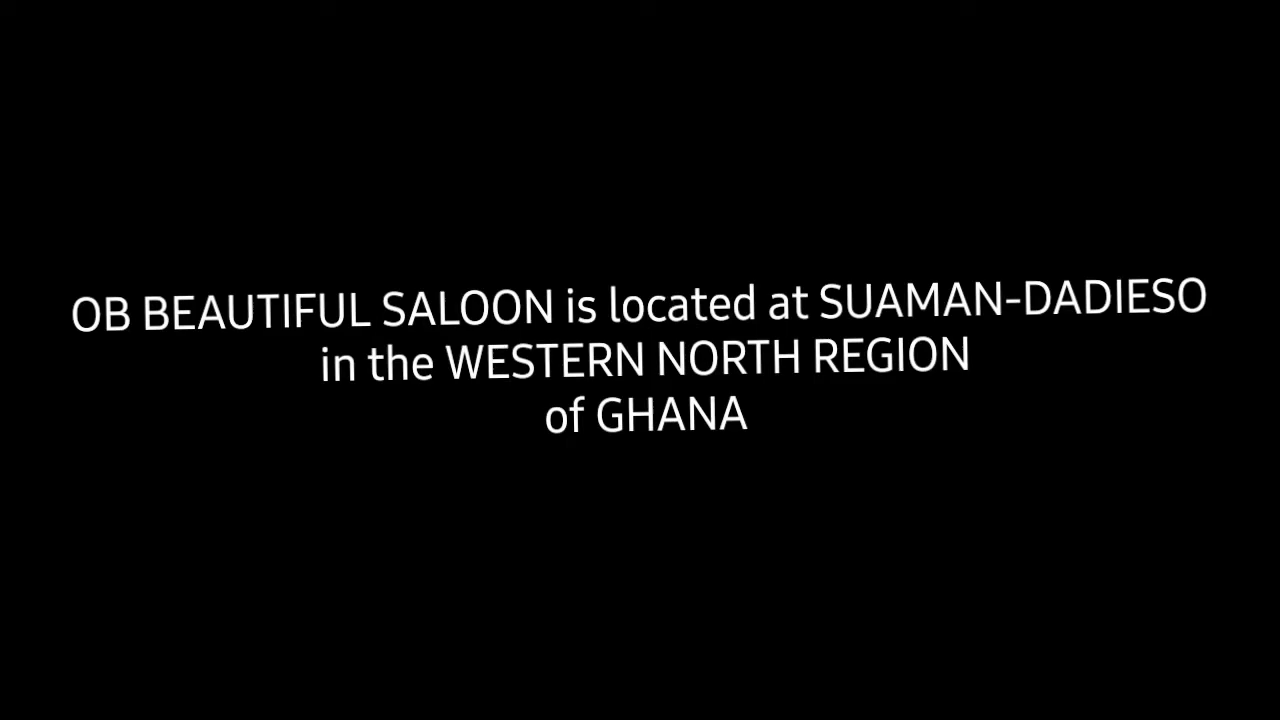 OB BEAUTIFUL SALOON is located at SUAMAN-DADIESO
in the WESTERN NORTH REGION
of GHANA